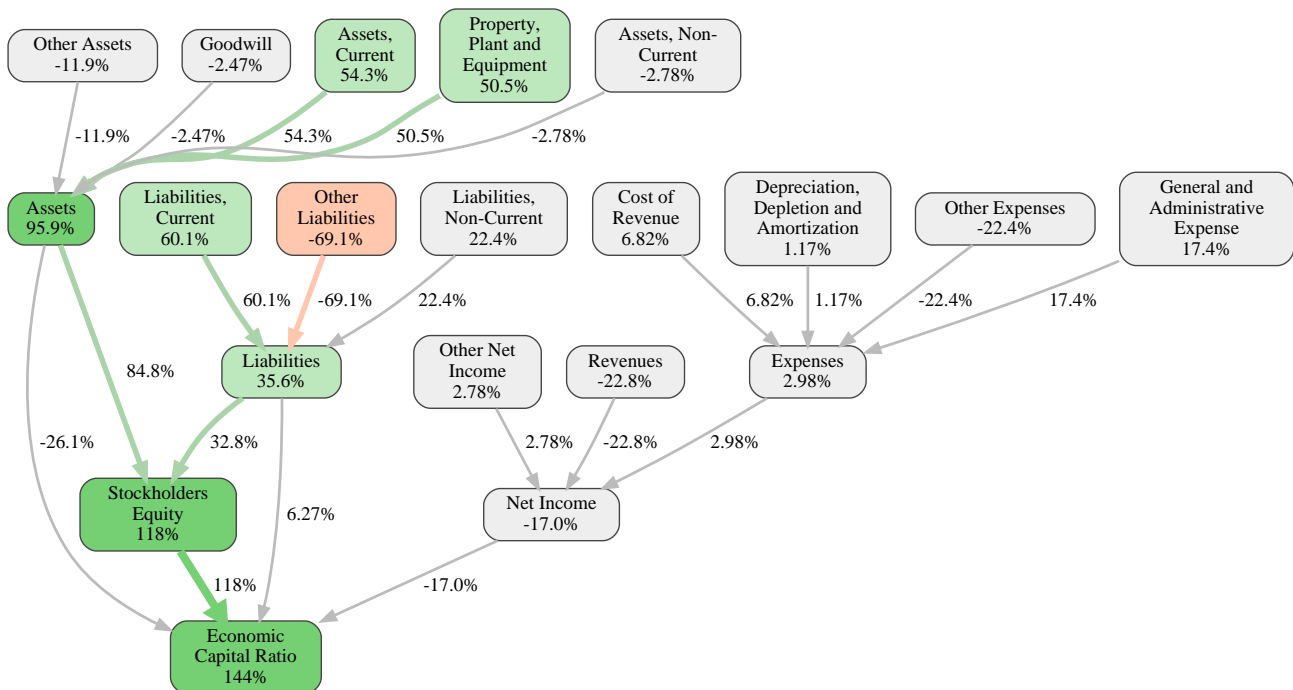 Other Assets
-11.9%
Goodwill
-2.47%
Assets,
Current
54.3%
Property,
Plant and
Equipment
50.5%
Assets, Non-
Current
-2.78%
-11.9%
-2.47%
54.3%
50.5%
-2.78%
Assets
95.9%
Liabilities,
Current
60.1%
Other
Liabilities
-69.1%
Liabilities,
Non-Current
22.4%
Cost of
Revenue
6.82%
Depreciation,
Depletion and
Amortization
1.17%
Other Expenses
-22.4%
General and
Administrative
Expense
17.4%
60.1%
-69.1%
22.4%
6.82%
1.17%
-22.4%
17.4%
84.8%
Liabilities
35.6%
Other Net
Income
2.78%
Revenues
-22.8%
Expenses
2.98%
-26.1%
32.8%
2.78%
-22.8%
2.98%
Stockholders
Equity
118%
6.27%
Net Income
-17.0%
118%
-17.0%
Economic
Capital Ratio
144%